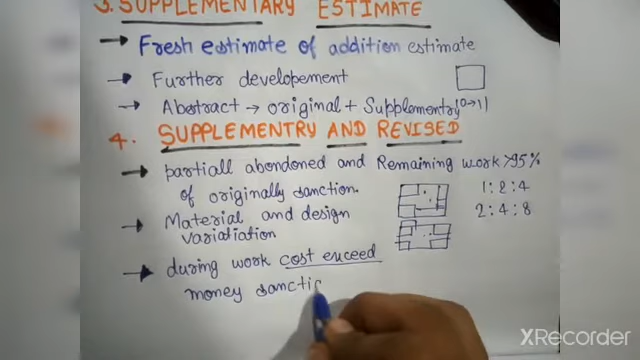 3. SUPPLEMENTARY ESTIMATE
→ Fresh estimate of addition estimate
→ Further developement
→ Abstract → original + Supplementry
4. SUPPLEMENTRY AND REVISED
→ partiall abondoned and Remaining work >95%
of originally sanction.
1:2:4
→ Material and design
variatiation
2:4:8
→ during work cost exceed
money sanctio
XRecorder